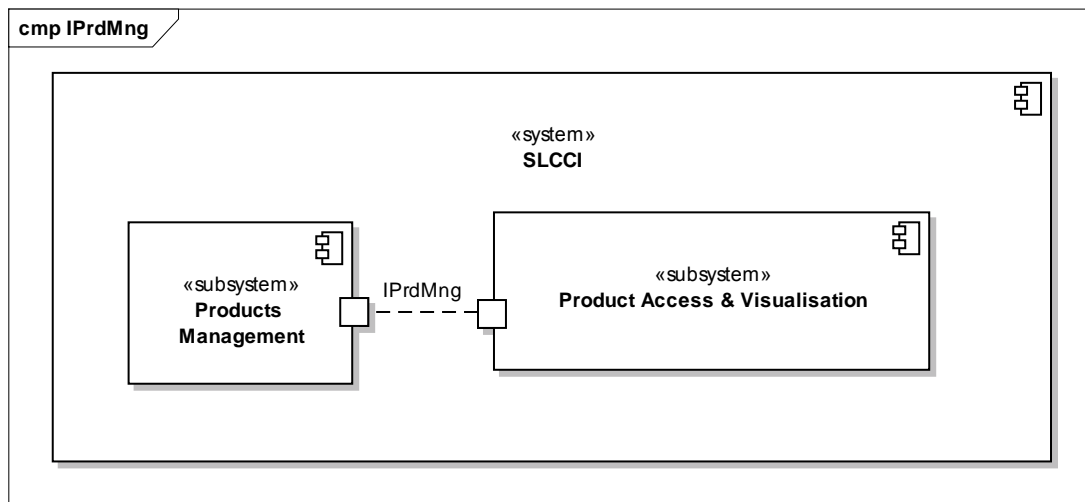 cmp IPrdMng
«system»
SLCCI
«subsystem»
Products
Management
IPrdMng
«subsystem»
Product Access & Visualisation